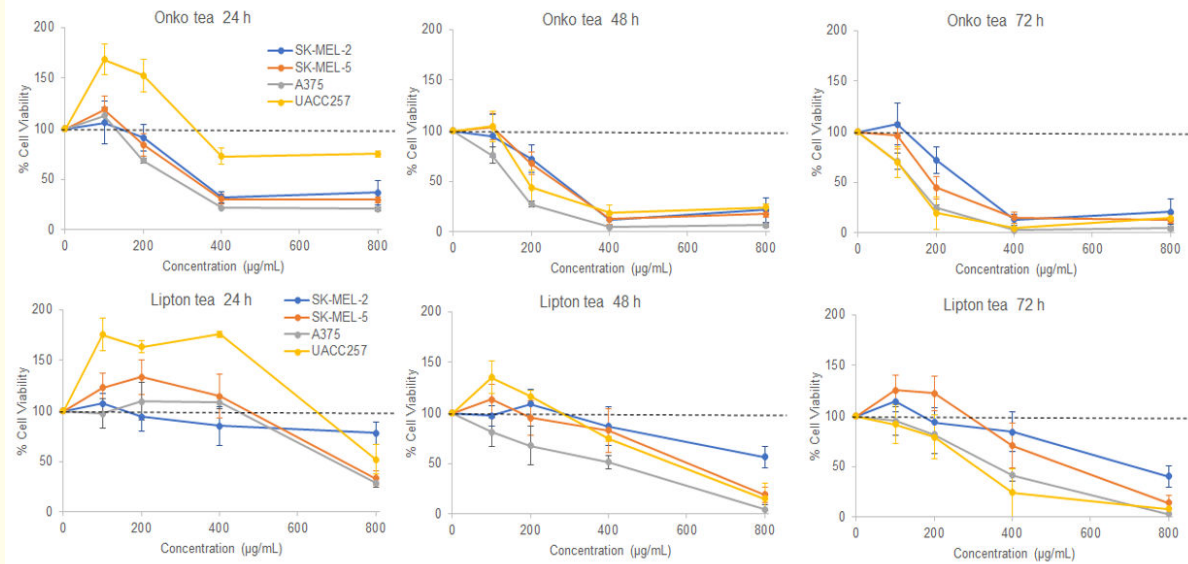 Onko tea 24 h
200
150
100
50
0
0
200
400
600
800
% Cell Viability
Concentration (µg/mL)
SK-MEL-2
SK-MEL-5
A375
UACC257
Onko tea 48 h
200
150
100
50
0
0
200
400
600
800
% Cell Viability
Concentration (µg/mL)
Onko tea 72 h
200
150
100
50
0
0
200
400
600
800
% Cell Viability
Concentration (µg/mL)
Lipton tea 24 h
200
150
100
50
0
0
200
400
600
800
% Cell Viability
Concentration (µg/mL)
SK-MEL-2
SK-MEL-5
A375
UACC257
Lipton tea 48 h
200
150
100
50
0
0
200
400
600
800
% Cell Viability
Concentration (µg/mL)
Lipton tea 72 h
200
150
100
50
0
0
200
400
600
800
% Cell Viability
Concentration (µg/mL)